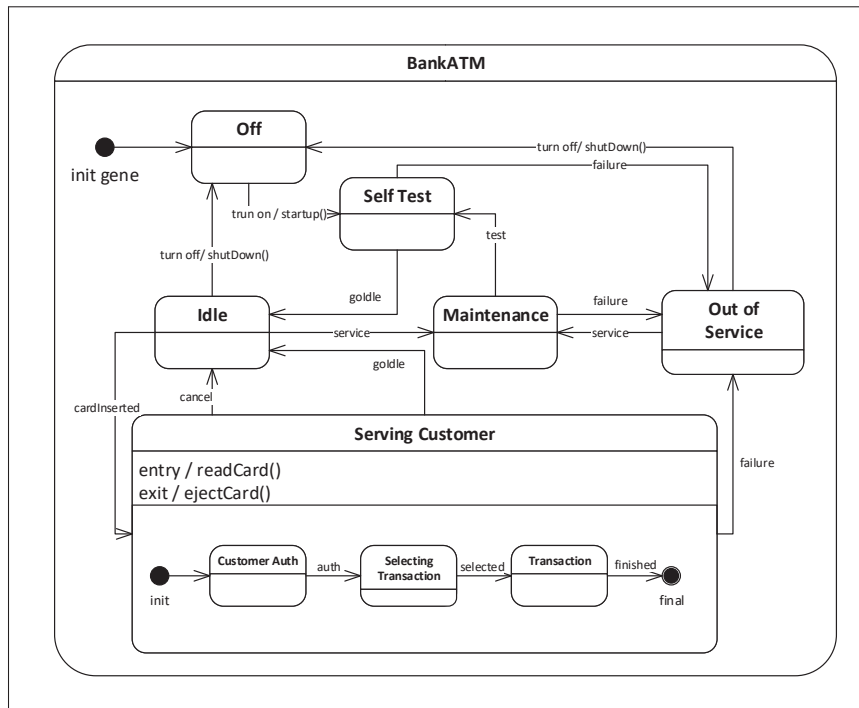 BankATM
Off
init gene
turn off/ shutDown()
failure
trun on / startup()
Self Test
test
turn off/ shutDown()
goIdle
Idle
service
Maintenance
failure
service
Out of
Service
goIdle
cancel
cardInserted
Serving Customer
entry / readCard()
exit / ejectCard()
failure
init
Customer Auth
auth
Selecting
Transaction
selected
Transaction
finished
final